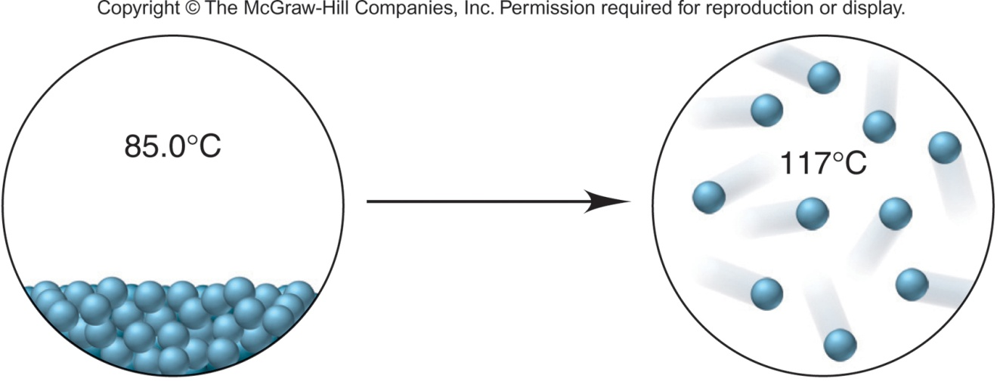 Copyright © The McGraw-Hill Companies, Inc. Permission required for reproduction or display.
85.0°C
117°C